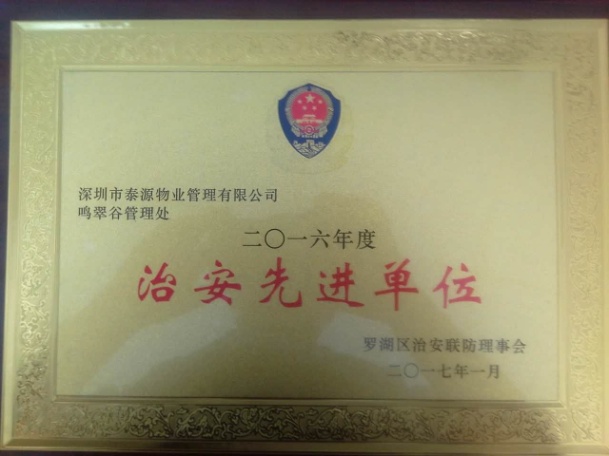 深圳市泰源物业管理有限公司
鸣翠谷管理处
二〇一六年度
治安先进单位
罗湖区治安联防理事会
二〇一七年一月